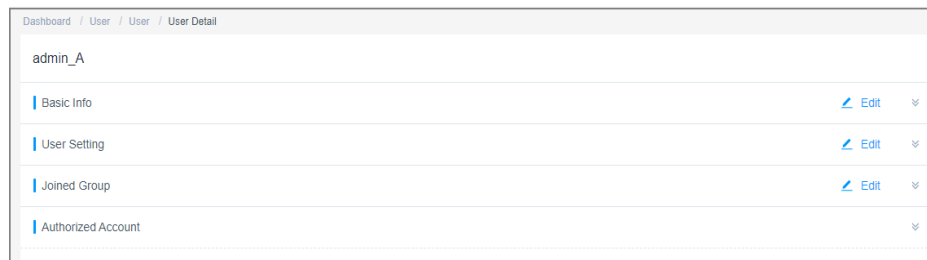 Dashboard / User / User / User Detail
admin_A
Basic Info Edit
User Setting Edit
Joined Group Edit
Authorized Account